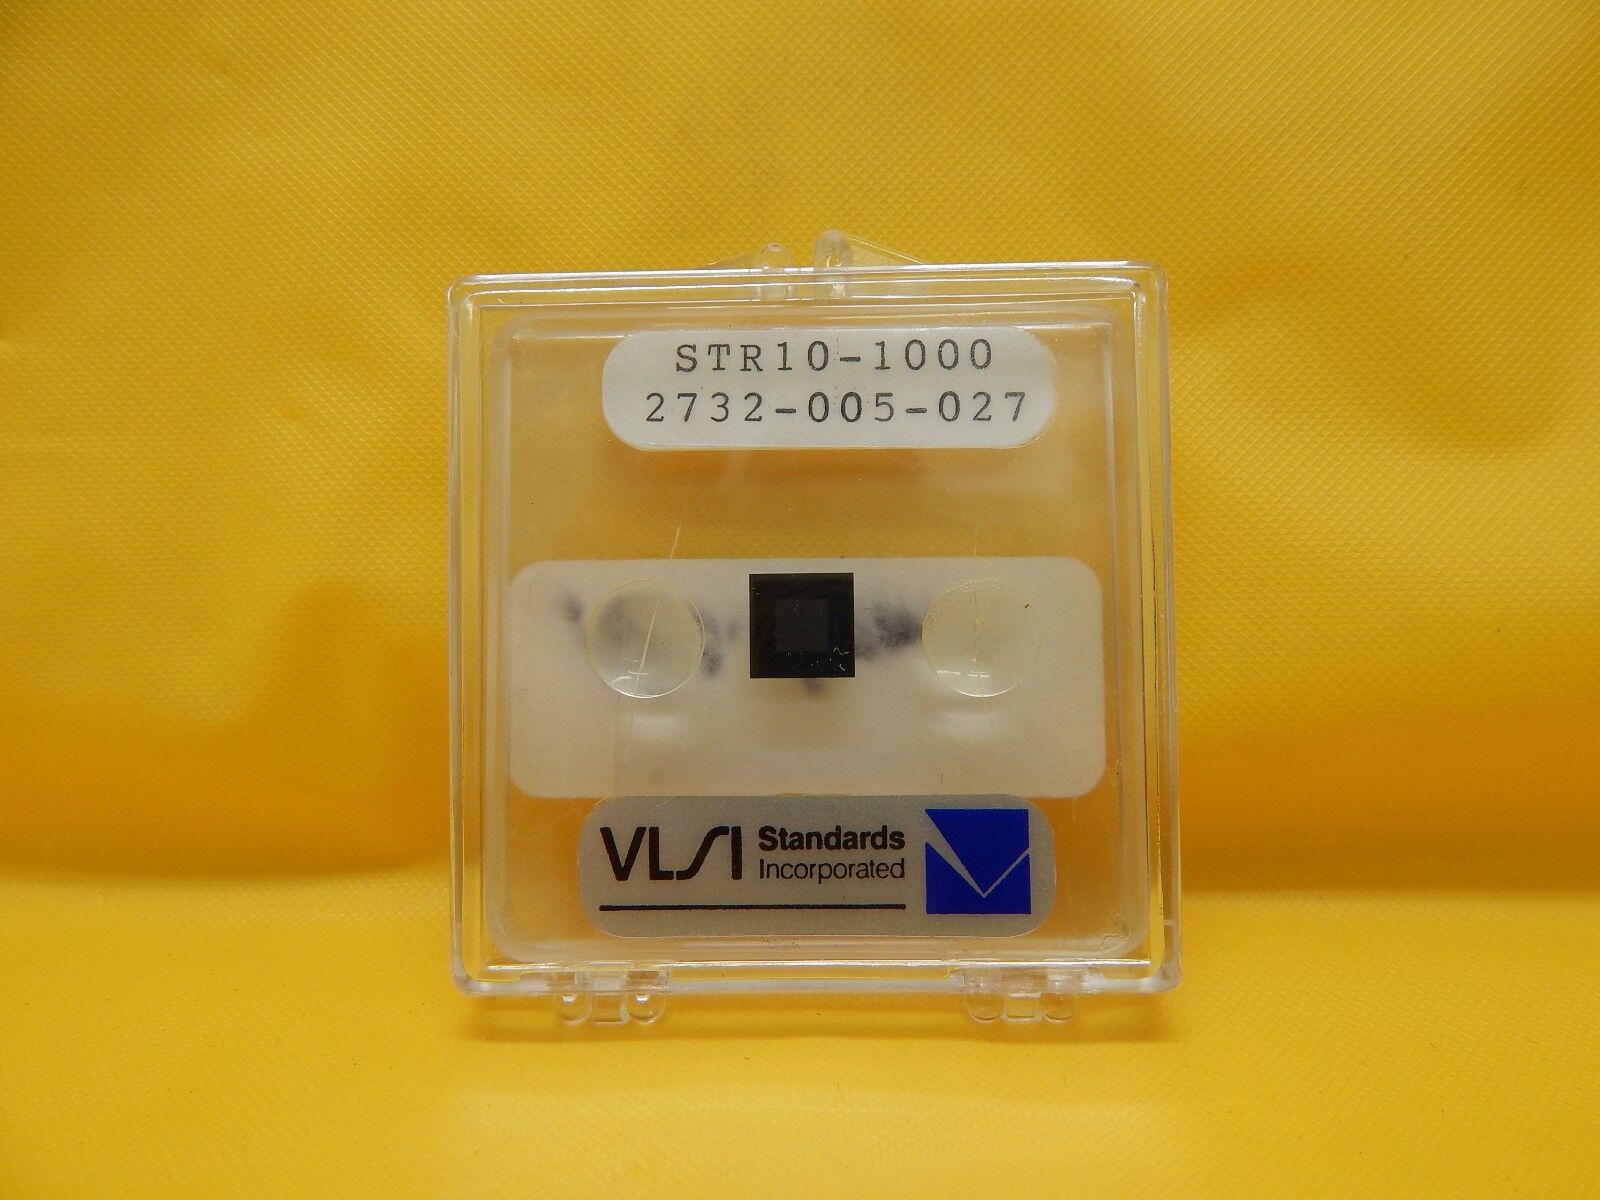 STR10-1000
2732-005-027
VLSI Standards
Incorporated